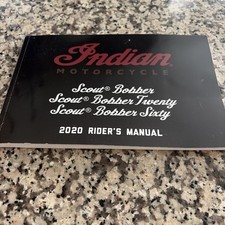 Indian
MOTORCYCLE
Scout® Bobber
Scout® Bobber Twenty
Scout® Bobber Sixty
2020 RIDER'S MANUAL